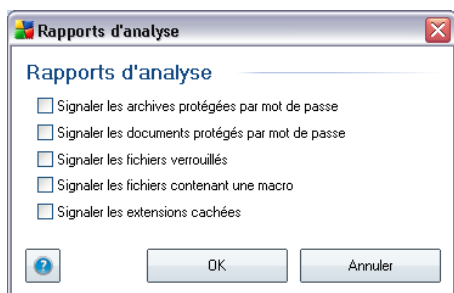 Rapports d'analyse
Rapports d'analyse
Signaler les archives protégées par mot de passe
Signaler les documents protégés par mot de passe
Signaler les fichiers verrouillés
Signaler les fichiers contenant une macro
Signaler les extensions cachées
? OK Annuler